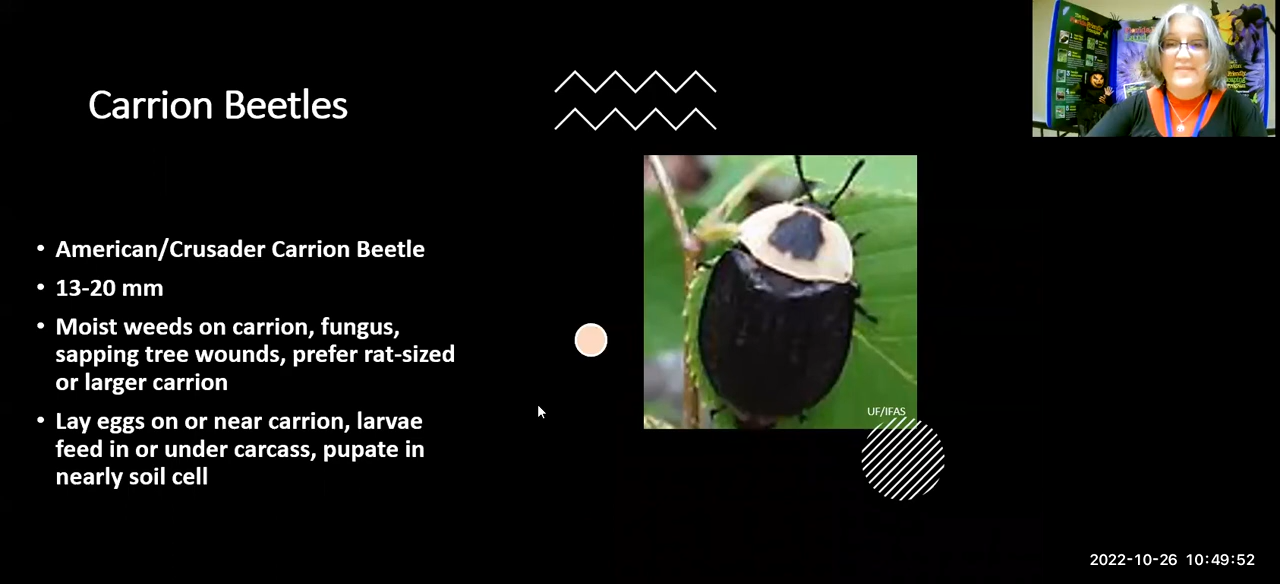 Carrion Beetles
• American/Crusader Carrion Beetle
• 13-20 mm
• Moist weeds on carrion, fungus,
sapping tree wounds, prefer rat-sized
or larger carrion
• Lay eggs on or near carrion, larvae
feed in or under carcass, pupate in
nearly soil cell
UF/IFAS
2022-10-26 10:49:52